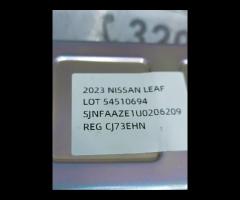 2023 NISSAN LEAF
LOT 54510694
SJNFAAZE1U0206209
REG CJ73EHN